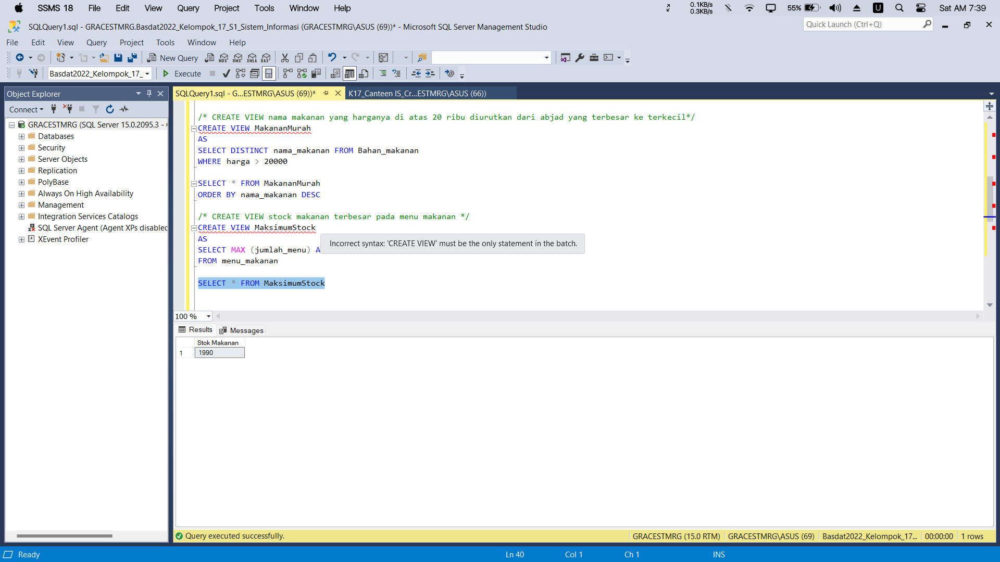 SSMS 18 File Edit View Query Project Tools Window Help 0.1KB/s 0.3KB/s 55% U Sat AM 7:39
SQLQuery1.sql - GRACESTMRG.Basdat2022_Kelompok_17_S1_Sistem_Informasi (GRACESTMRG\ASUS (69))* - Microsoft SQL Server Management Studio
Quick Launch (Ctrl+Q)
File Edit View Query Project Tools Window Help
New Query MDX DMX XMLA DAX
Basdat2022_Kelompok_17_ Execute
Object Explorer
Connect
GRACESTMRG (SQL Server 15.0.2095.3 -
Databases
Security
Server Objects
Replication
PolyBase
Always On High Availability
Management
Integration Services Catalogs
SQL Server Agent (Agent XPs disabled
XEvent Profiler
SQLQuery1.sql - G...ESTMRG\ASUS (69))* K17_Canteen IS_Cr...ESTMRG\ASUS (66))
/* CREATE VIEW nama makanan yang harganya di atas 20 ribu diurutkan dari abjad yang terbesar ke terkecil*/
CREATE VIEW MakananMurah
AS
SELECT DISTINCT nama_makanan FROM Bahan_makanan
WHERE harga > 20000
SELECT * FROM MakananMurah
ORDER BY nama_makanan DESC
/* CREATE VIEW stock makanan terbesar pada menu makanan */
CREATE VIEW MaksimumStock
AS
SELECT MAX (jumlah_menu) A
Incorrect syntax: 'CREATE VIEW' must be the only statement in the batch.
FROM menu_makanan
SELECT * FROM MaksimumStock
100 %
Results Messages
Stok Makanan
1 1990
Query executed successfully.
GRACESTMRG (15.0 RTM) GRACESTMRG\ASUS (69) Basdat2022_Kelompok_17... 00:00:00 1 rows
Ready Ln 40 Col 1 Ch 1 INS